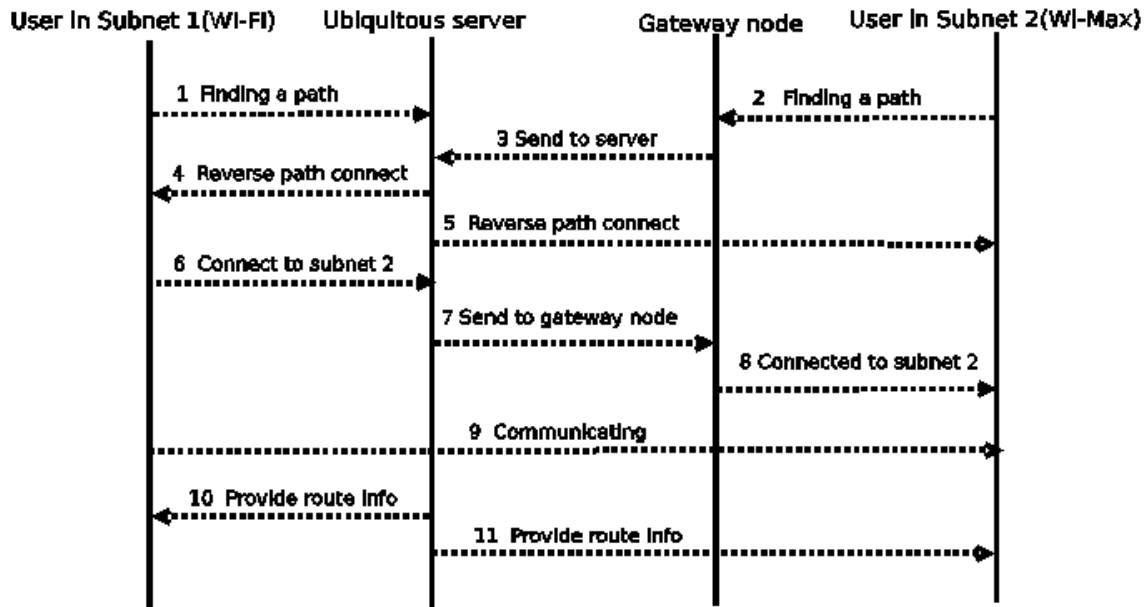 User in Subnet 1(Wi-Fi) Ubiquitous server Gateway node User in Subnet 2(Wi-Max)
1 Finding a path
2 Finding a path
3 Send to server
4 Reverse path connect
5 Reverse path connect
6 Connect to subnet 2
7 Send to gateway node
8 Connected to subnet 2
9 Communicating
10 Provide route info
11 Provide route info